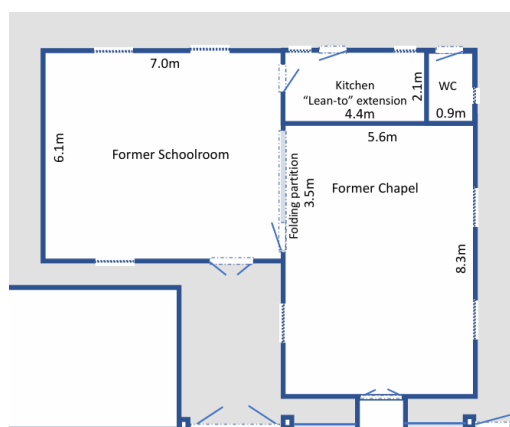 7.0m
Kitchen
“Lean-to” extension
4.4m
2.1m
WC
0.9m
6.1m
Former Schoolroom
5.6m
Folding partition
3.5m
Former Chapel
8.3m